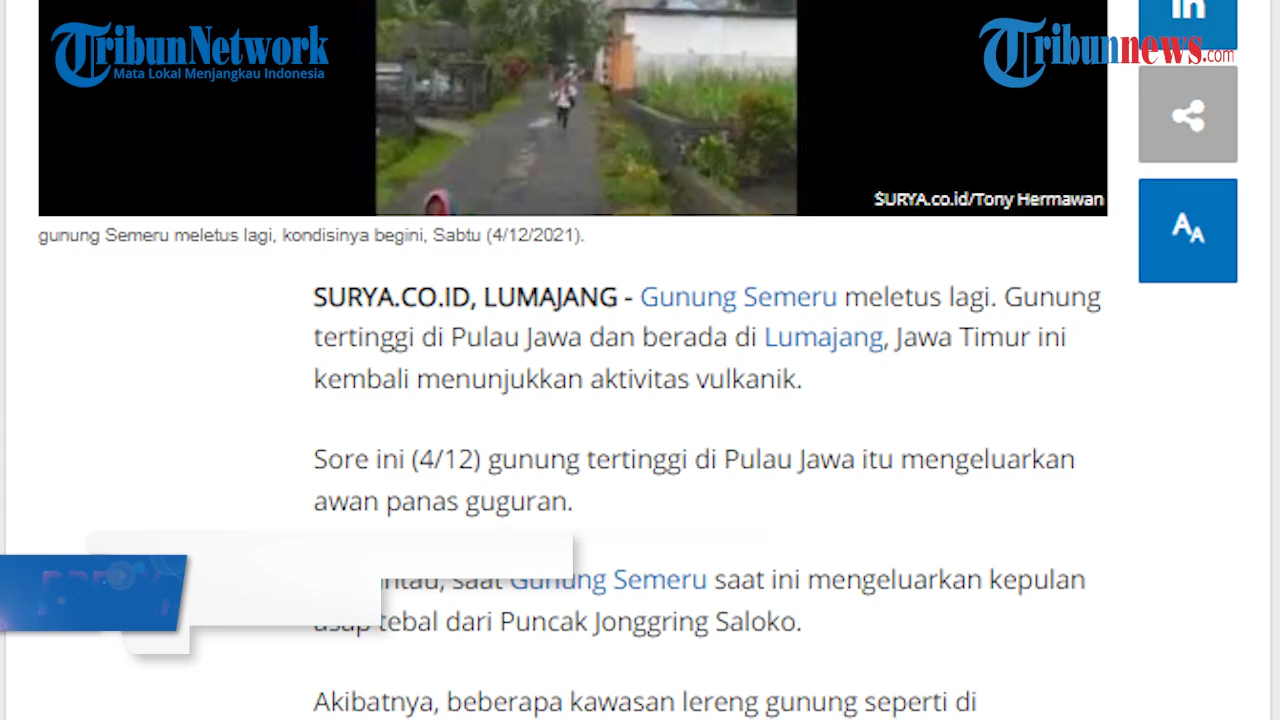 TribunNetwork
Mata Lokal Menjangkau Indonesia
Tribunnews.com
in
SURYA.co.id/Tony Hermawan
gunung Semeru meletus lagi, kondisinya begini, Sabtu (4/12/2021).
AA
SURYA.CO.ID, LUMAJANG - Gunung Semeru meletus lagi. Gunung
tertinggi di Pulau Jawa dan berada di Lumajang, Jawa Timur ini
kembali menunjukkan aktivitas vulkanik.
Sore ini (4/12) gunung tertinggi di Pulau Jawa itu mengeluarkan
awan panas guguran.
saat Gunung Semeru saat ini mengeluarkan kepulan
asap tebal dari Puncak Jonggring Saloko.
Akibatnya, beberapa kawasan lereng gunung seperti di